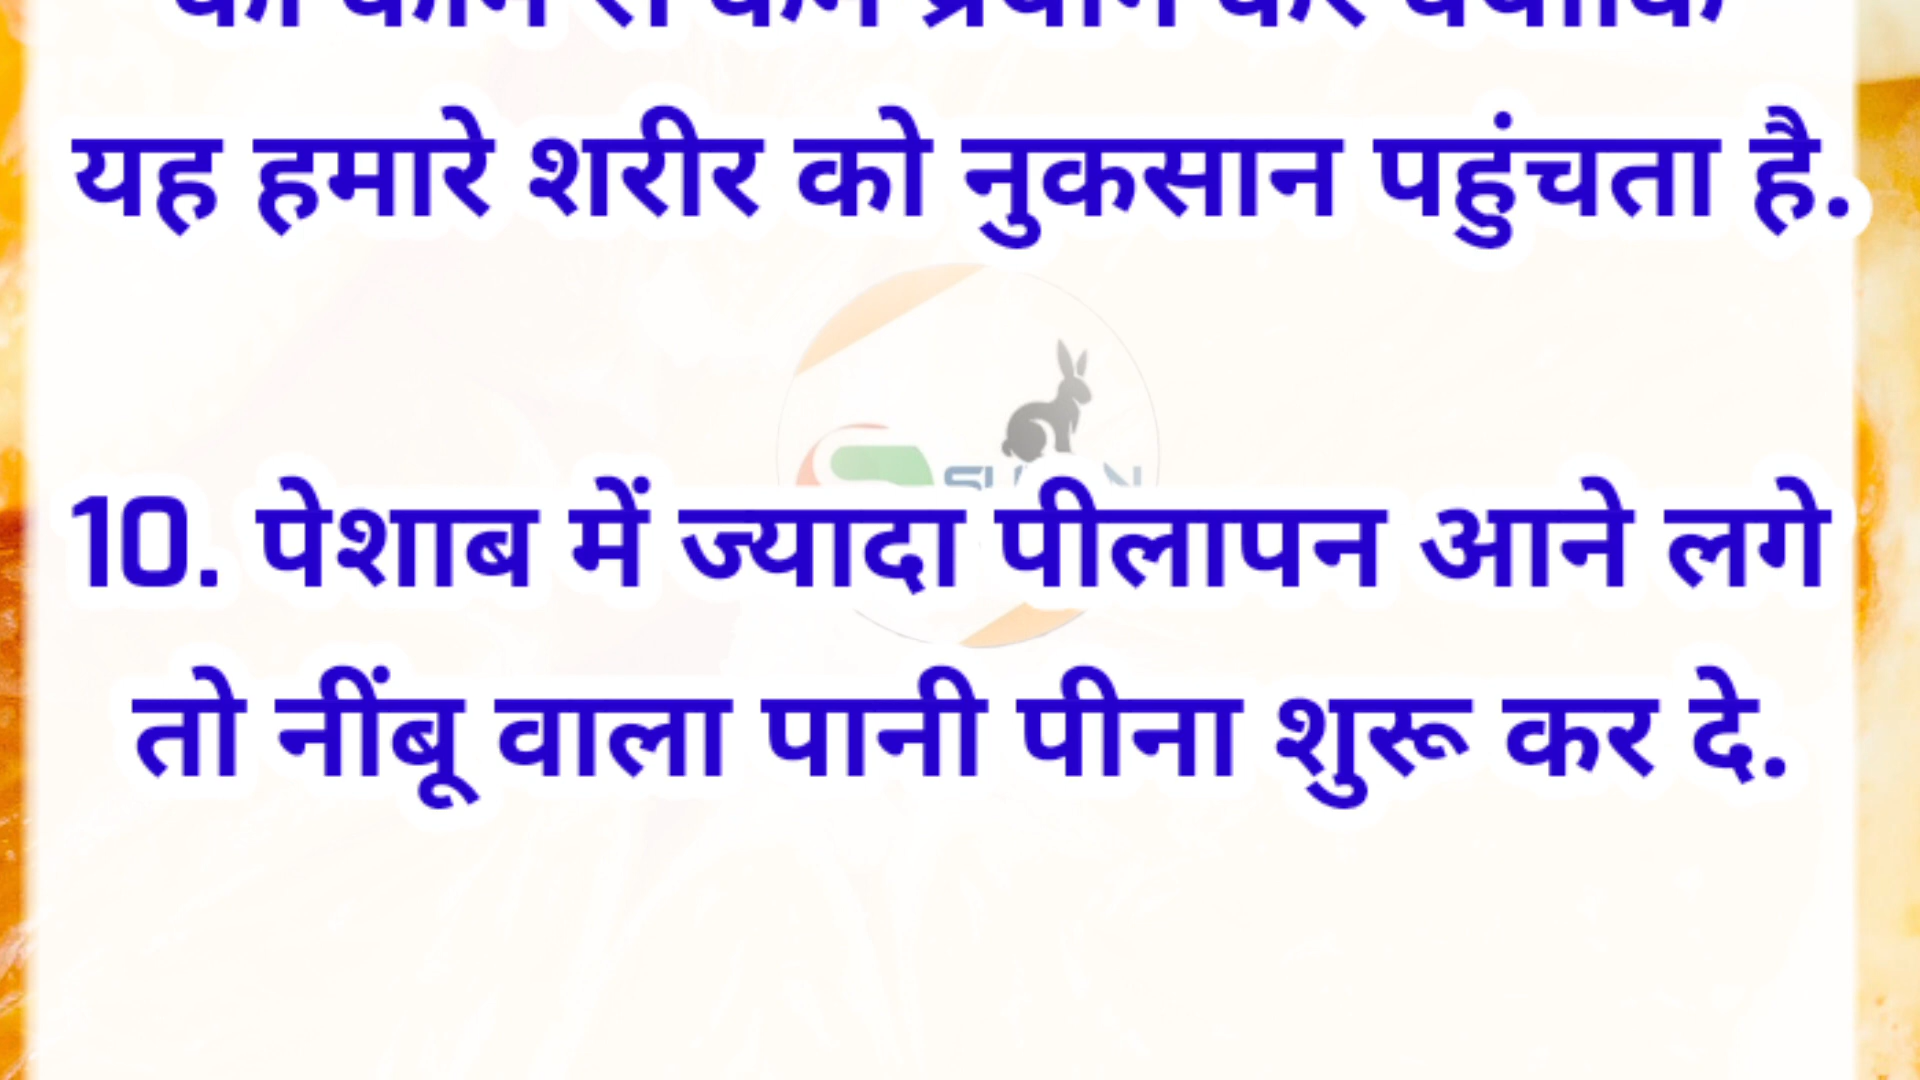 यह हमारे शरीर को नुकसान पहुंचता है.
10. पेशाब में ज्यादा पीलापन आने लगे
तो नींबू वाला पानी पीना शुरू कर दे.